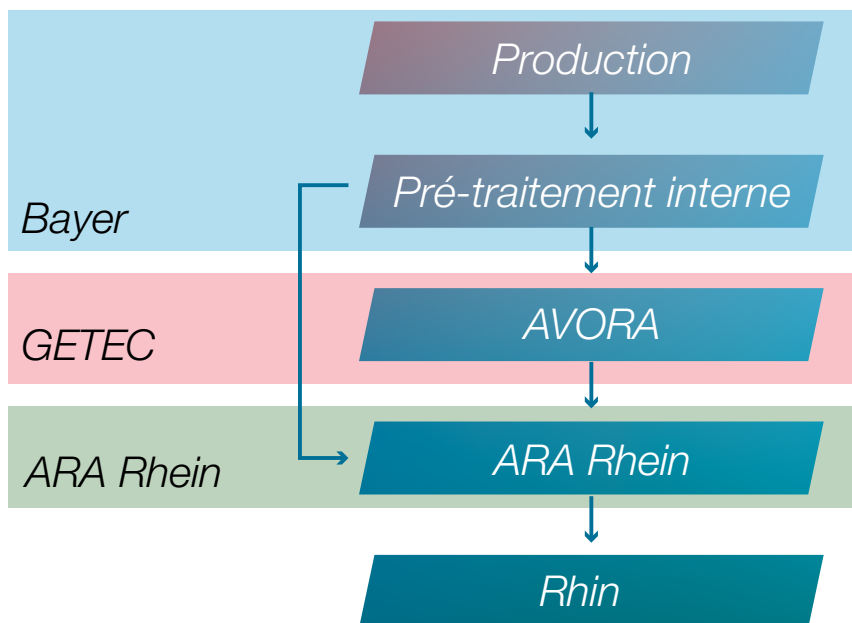 Production
Pré-traitement interne
Bayer
AVORA
GETEC
ARA Rhein
ARA Rhein
Rhin